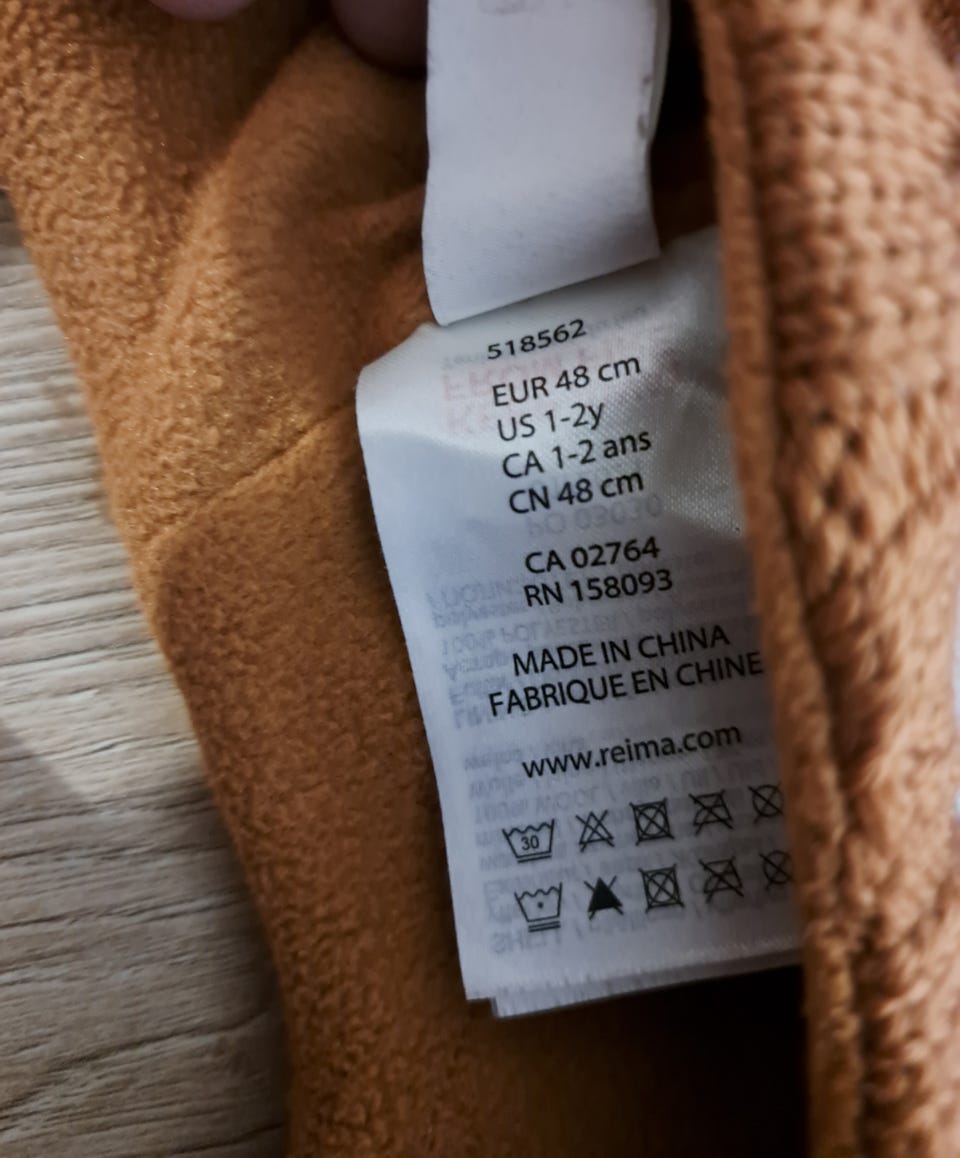 518562
EUR 48 cm
US 1-2y
CA 1-2 ans
CN 48 cm
CA 02764
RN 158093
MADE IN CHINA
FABRIQUE EN CHINE
www.reima.com
30